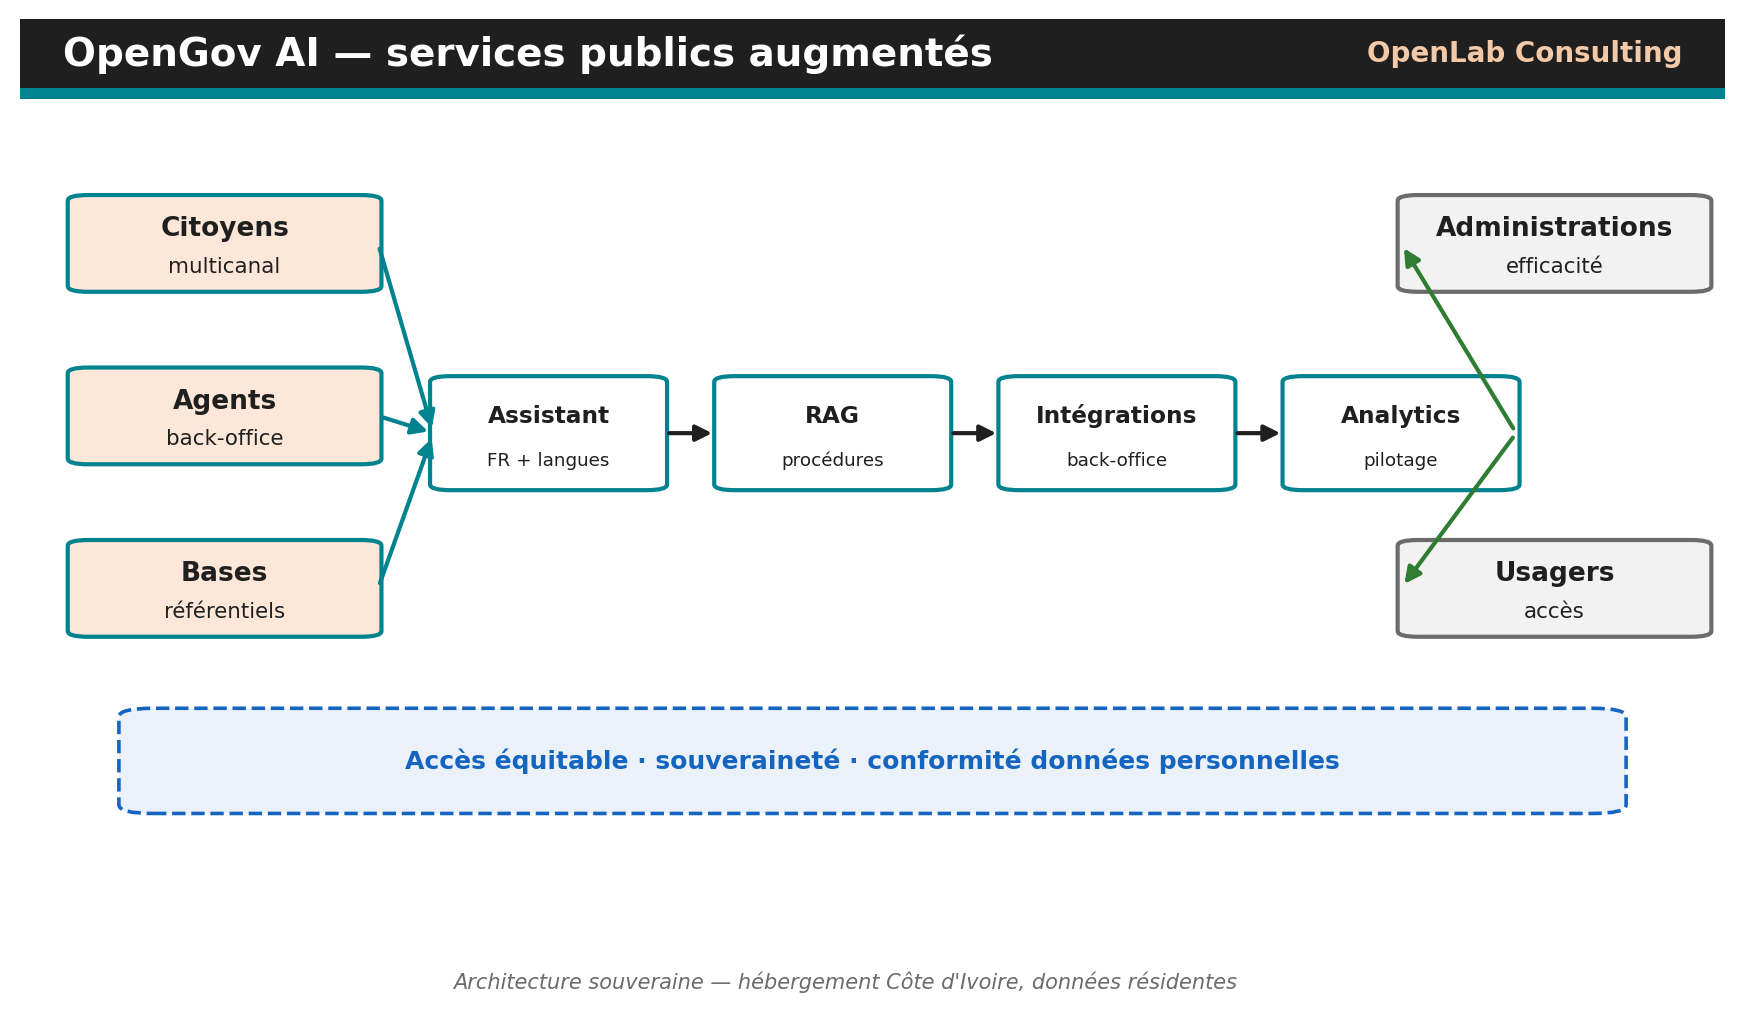 OpenGov AI — services publics augmentés
OpenLab Consulting
Citoyens
multicanal
Agents
back-office
Bases
référentiels
Assistant
FR + langues
RAG
procédures
Intégrations
back-office
Analytics
pilotage
Administrations
efficacité
Usagers
accès
Accès équitable · souveraineté · conformité données personnelles
Architecture souveraine — hébergement Côte d'Ivoire, données résidentes